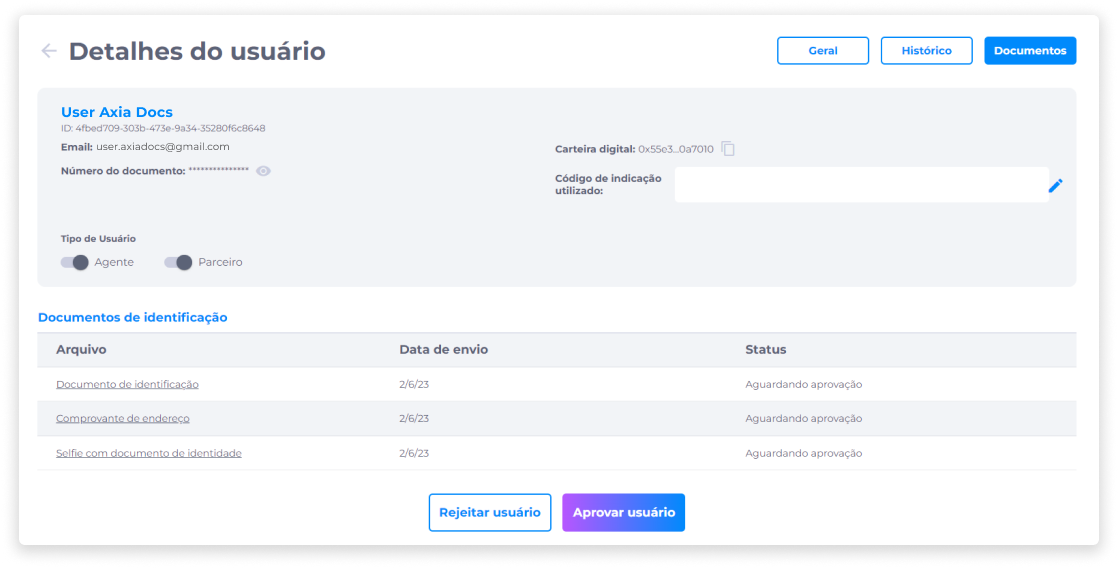 Detalhes do usuário
Geral
Histórico
Documentos
User Axia Docs
ID: 4fbed709-303b-473e-9a34-35280f6c8648
Email: user.axiadocs@gmail.com
Número do documento: ***************
Carteira digital: 0x55e3...0a7010
Código de indicação
utilizado:
Tipo de Usuário
Agente
Parceiro
Documentos de identificação
Arquivo Data de envio Status
Documento de identificação 2/6/23 Aguardando aprovação
Comprovante de endereço 2/6/23 Aguardando aprovação
Selfie com documento de identidade 2/6/23 Aguardando aprovação
Rejeitar usuário
Aprovar usuário